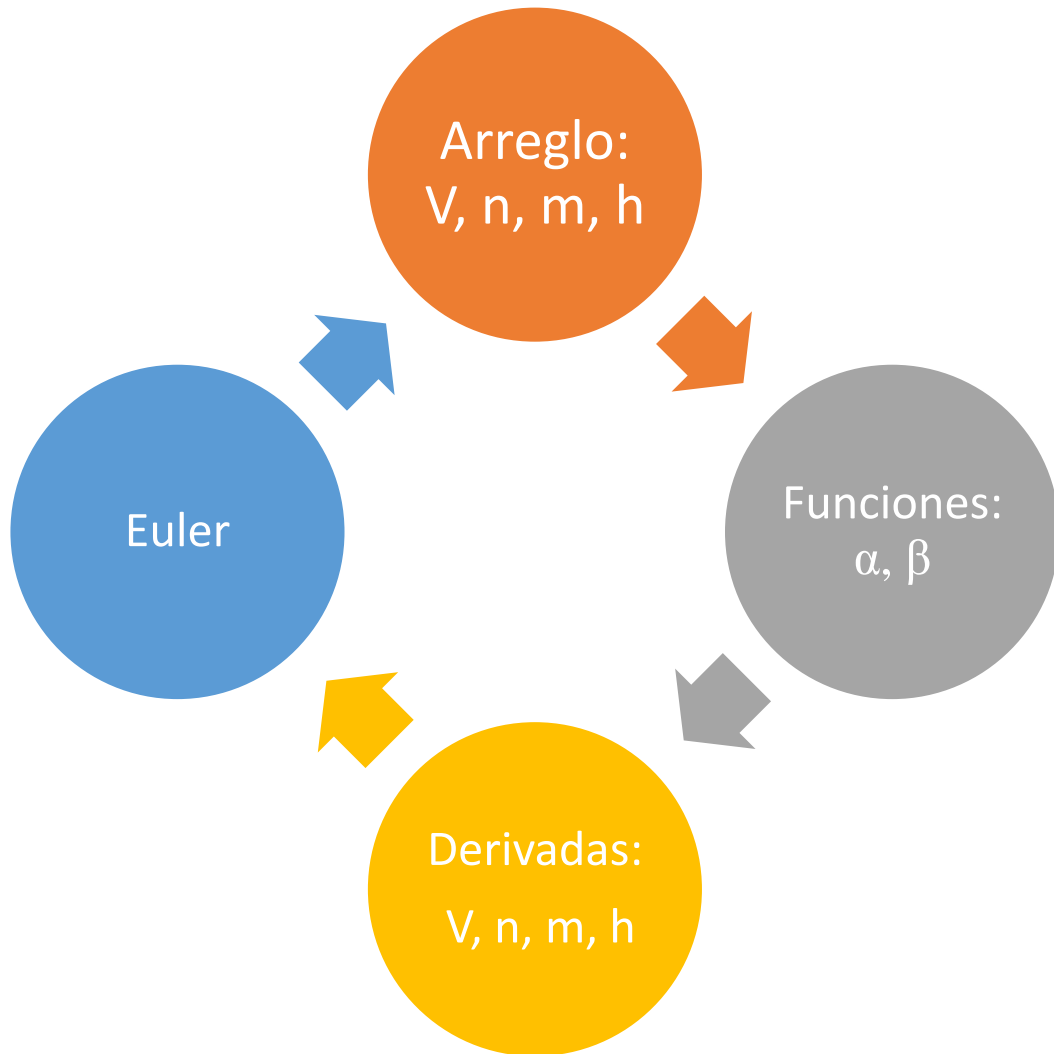 Arreglo:
V, n, m, h
Funciones:
α, β
Derivadas:
V, n, m, h
Euler